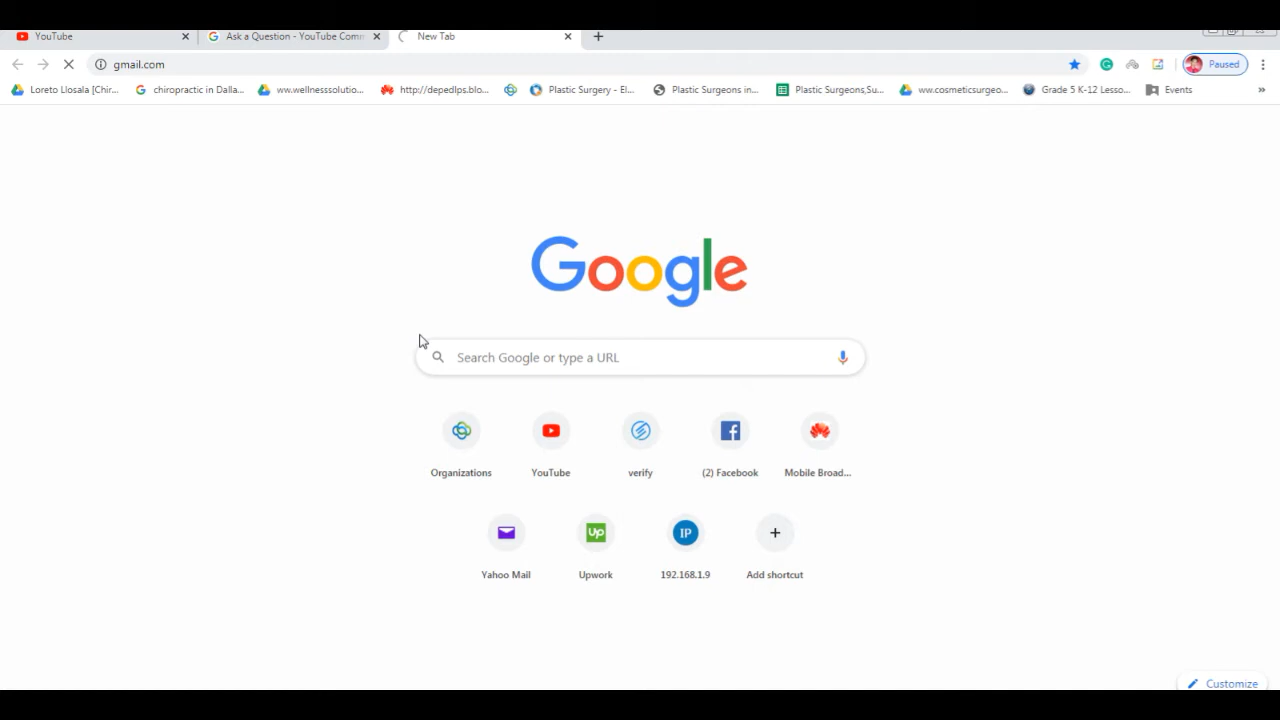 YouTube
Ask a Question - YouTube Comm
New Tab
gmail.com
Paused
Loreto Llosala [Chir...
chiropractic in Dalla...
ww.wellnesssolutio...
http://depedlps.blo...
Plastic Surgery - El...
Plastic Surgeons in...
Plastic Surgeons,Su...
ww.cosmeticsurgeo...
Grade 5 K-12 Lesso...
Events
Google
Search Google or type a URL
Organizations
YouTube
verify
(2) Facebook
Mobile Broad...
Up
IP
Yahoo Mail
Upwork
192.168.1.9
Add shortcut
Customize